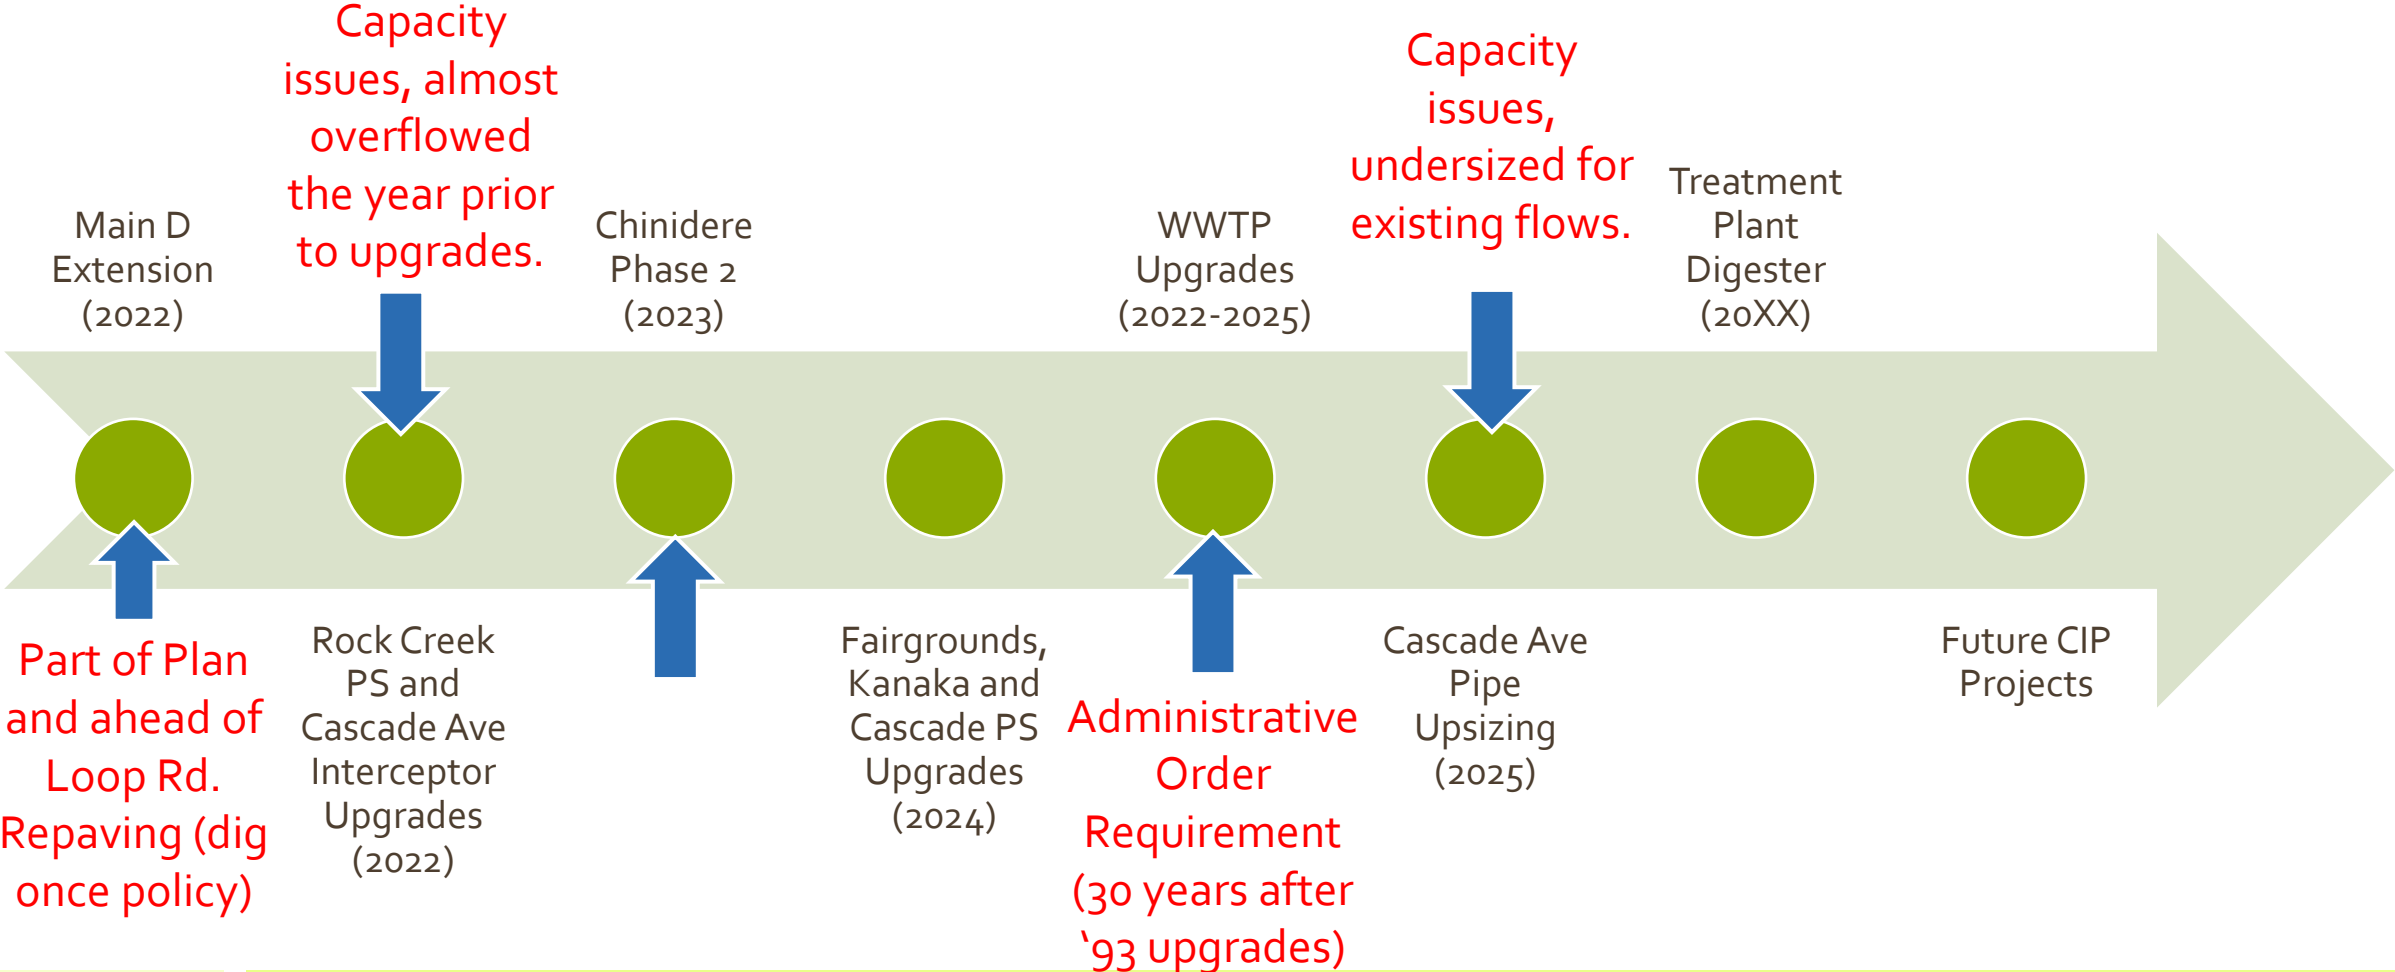 Main D
Extension
(2022)
Capacity
issues, almost
overflowed
the year prior
to upgrades.
Chinidere
Phase 2
(2023)
WWTP
Upgrades
(2022-2025)
Capacity
issues,
undersized for
existing flows.
Treatment
Plant
Digester
(20XX)
Part of Plan
and ahead of
Loop Rd.
Repaving (dig
once policy)
Rock Creek
PS and
Cascade Ave
Interceptor
Upgrades
(2022)
Fairgrounds,
Kanaka and
Cascade PS
Upgrades
(2024)
Administrative
Order
Requirement
(30 years after
‘93 upgrades)
Cascade Ave
Pipe
Upsizing
(2025)
Future CIP
Projects